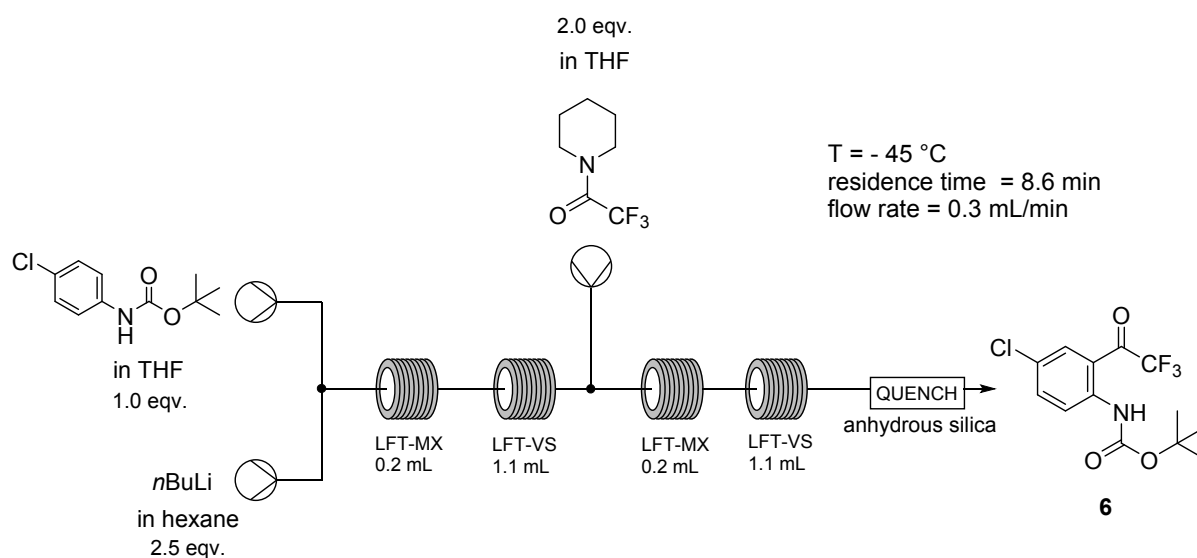 2.0 eqv.
in THF
N
O
CF3
T = - 45 °C
residence time = 8.6 min
flow rate = 0.3 mL/min
Cl
O
N
H
O
in THF
1.0 eqv.
nBuLi
in hexane
2.5 eqv.
LFT-MX
0.2 mL
LFT-VS
1.1 mL
LFT-MX
0.2 mL
LFT-VS
1.1 mL
QUENCH
anhydrous silica
O
Cl
CF3
NH
O
O
6